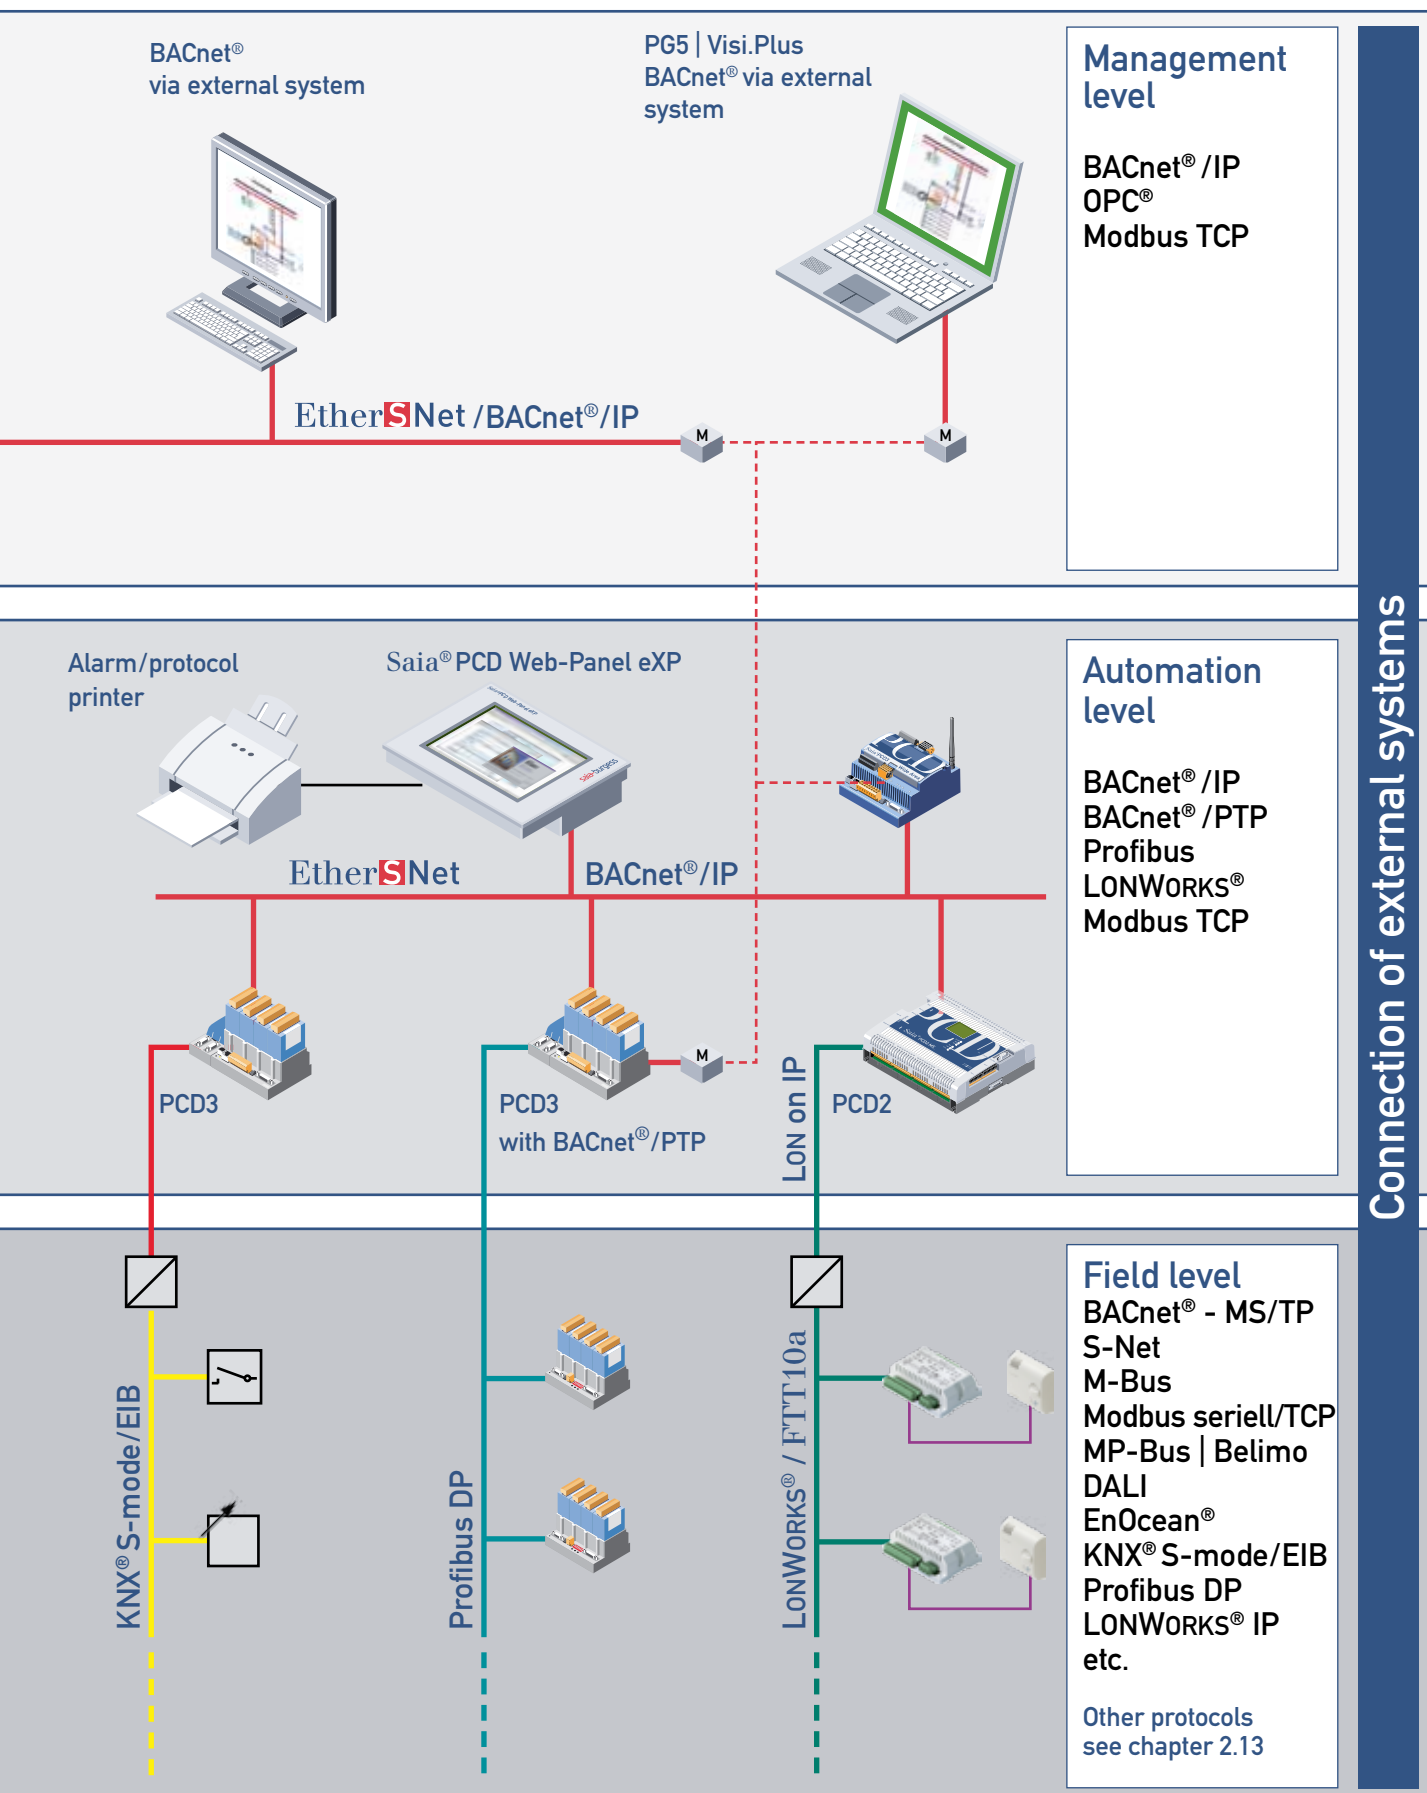 BACnet®
via external system
PG5 | Visi.Plus
BACnet® via external
system
Management
level
BACnet® /IP
OPC®
Modbus TCP
EtherSNet /BACnet®/IP
M
M
Connection of external systems
Alarm/protocol
printer
Saia® PCD Web-Panel eXP
saia-burgess
PCD
Automation
level
BACnet® /IP
BACnet® /PTP
Profibus
LONWORKS®
Modbus TCP
EtherSNet
BACnet®/IP
M
PCD
PCD3
PCD3
with BACnet®/PTP
LON on IP
PCD2
Field level
BACnet® - MS/TP
S-Net
M-Bus
Modbus seriell/TCP
MP-Bus | Belimo
DALI
EnOcean®
KNX® S-mode/EIB
Profibus DP
LONWORKS® IP
etc.
Other protocols
see chapter 2.13
KNX® S-mode/EIB
Profibus DP
LONWORKS® / FTT10a